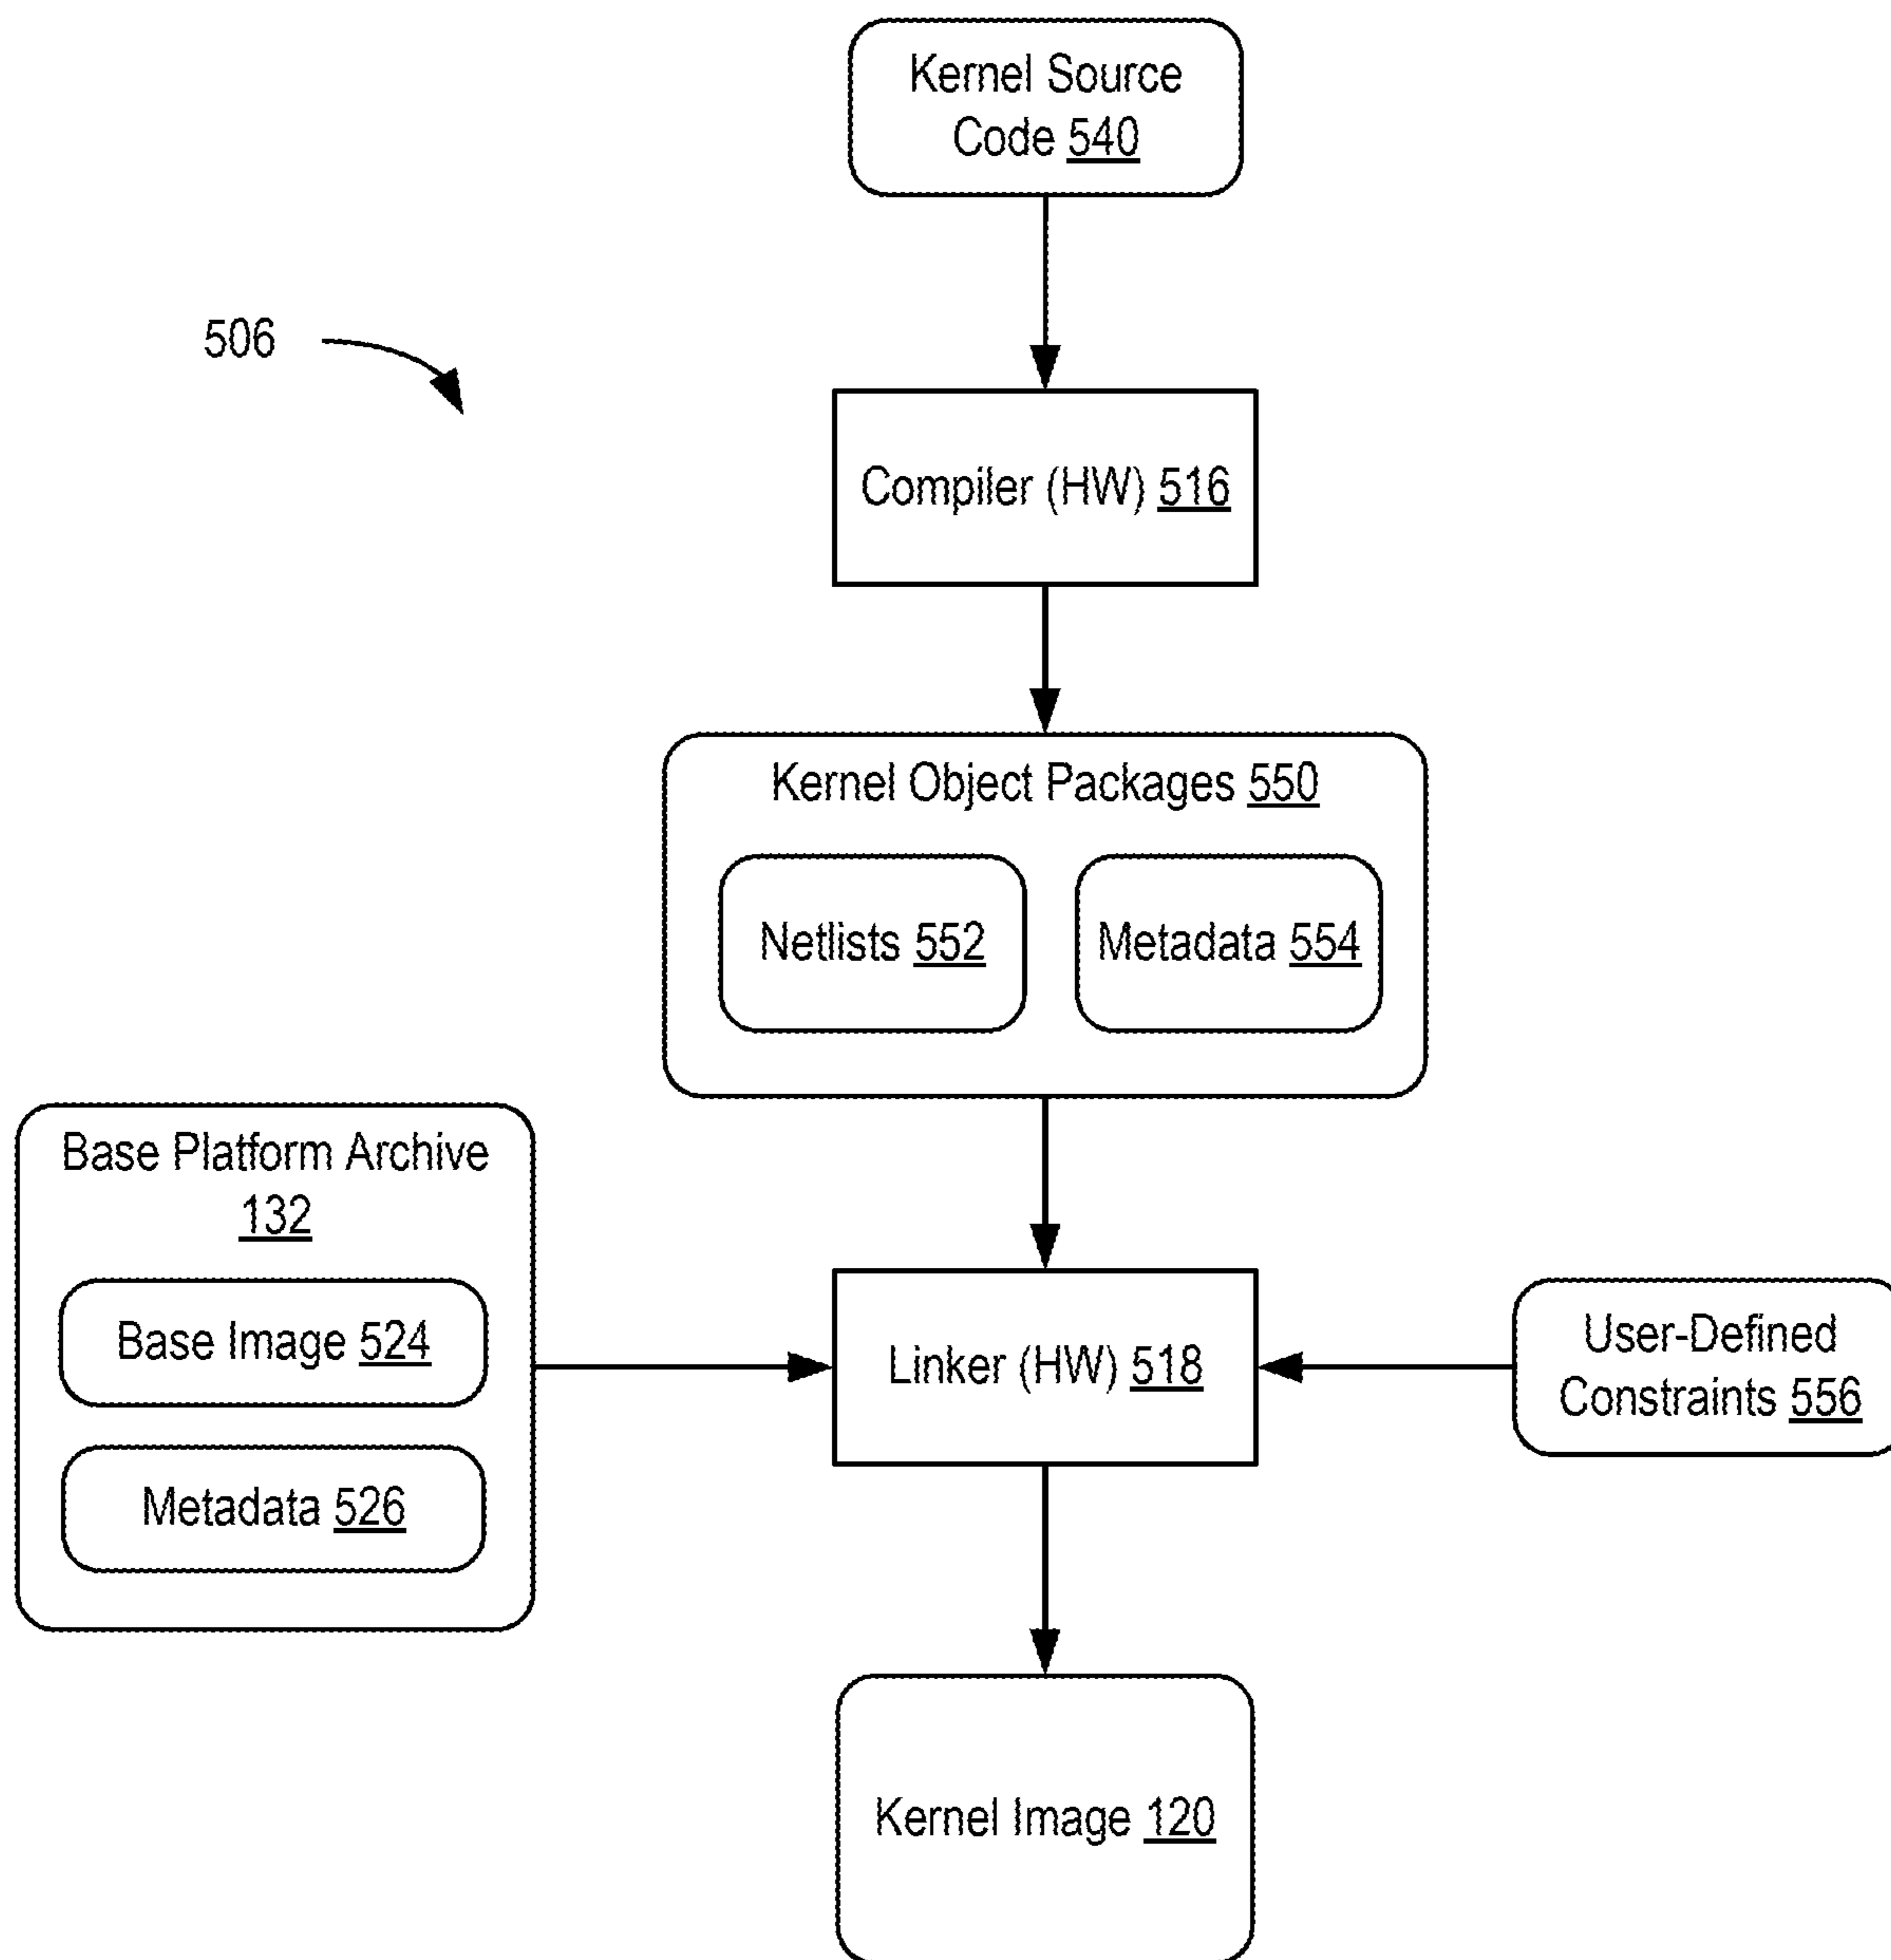 Kernel Source
Code 540
506
Compiler (HW) 516
Kernel Object Packages 550
Netlists 552
Metadata 554
Base Platform Archive
132
Base Image 524
Metadata 526
Linker (HW) 518
User-Defined
Constraints 556
Kernel Image 120